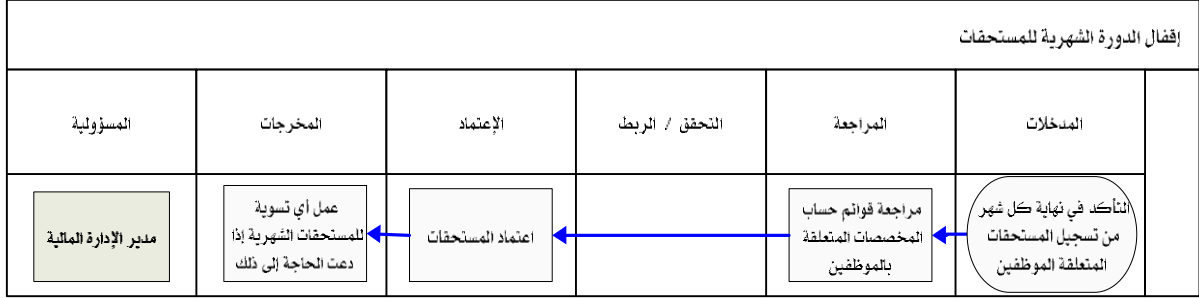 إقفال الدورة الشهرية للمستحقات
المدخلات
المراجعة
التحقق / الربط
الإعتماد
المخرجات
المسؤولية
التأكد في نهاية كل شهر
من تسجيل المستحقات
المتعلقة الموظفين
مراجعة قوائم حساب
المخصصات المتعلقة
بالموظفين
اعتماد المستحقات
عمل أي تسوية
للمستحقات الشهرية إذا
دعت الحاجة إلى ذلك
مدير الإدارة المالية